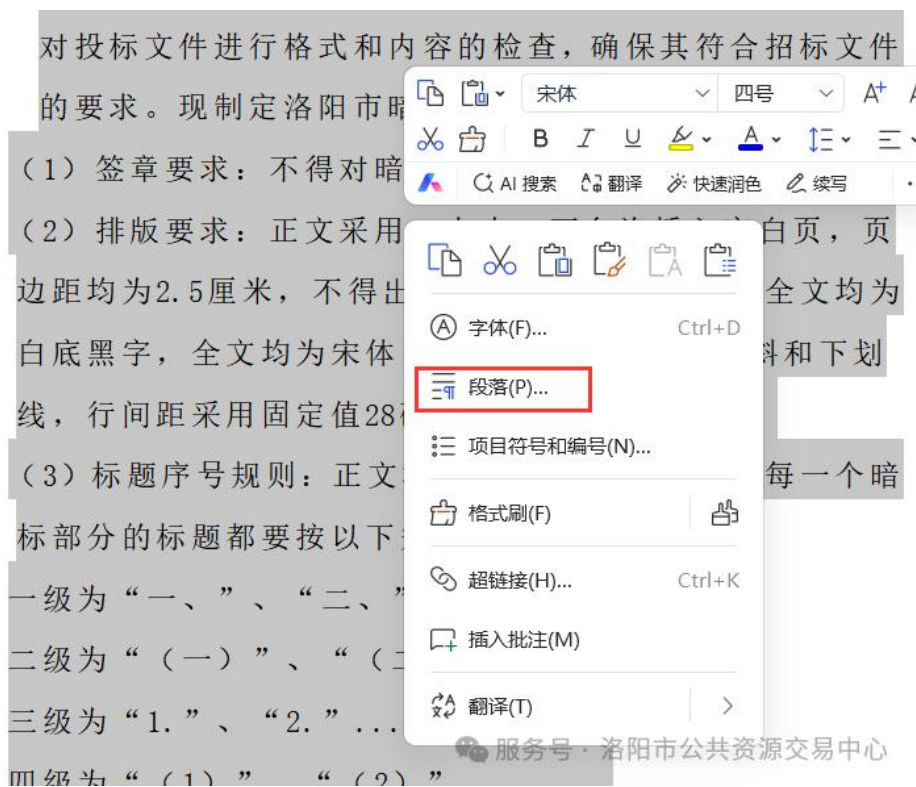 对投标文件进行格式和内容的检查，确保其符合招标文件
的要求。现制定洛阳市暗
宋体
四号
A+
B I U A
（1）签章要求：不得对暗
AI 搜索 翻译 快速润色 续写
（2）排版要求：正文采用
白页，页
边距均为2.5厘米，不得出
全文均为
字体(F)... Ctrl+D
白底黑字，全文均为宋体
和下划
段落(P)...
线，行间距采用固定值28
项目符号和编号(N)...
（3）标题序号规则：正文
每一个暗
格式刷(F)
标部分的标题都要按以下
超链接(H)... Ctrl+K
一级为“一、”、“二、”
插入批注(M)
二级为“（一）”、“（二
翻译(T)
三级为“1.”、“2.”...
服务号 · 洛阳市公共资源交易中心
四级为“（1）”、“（2）”